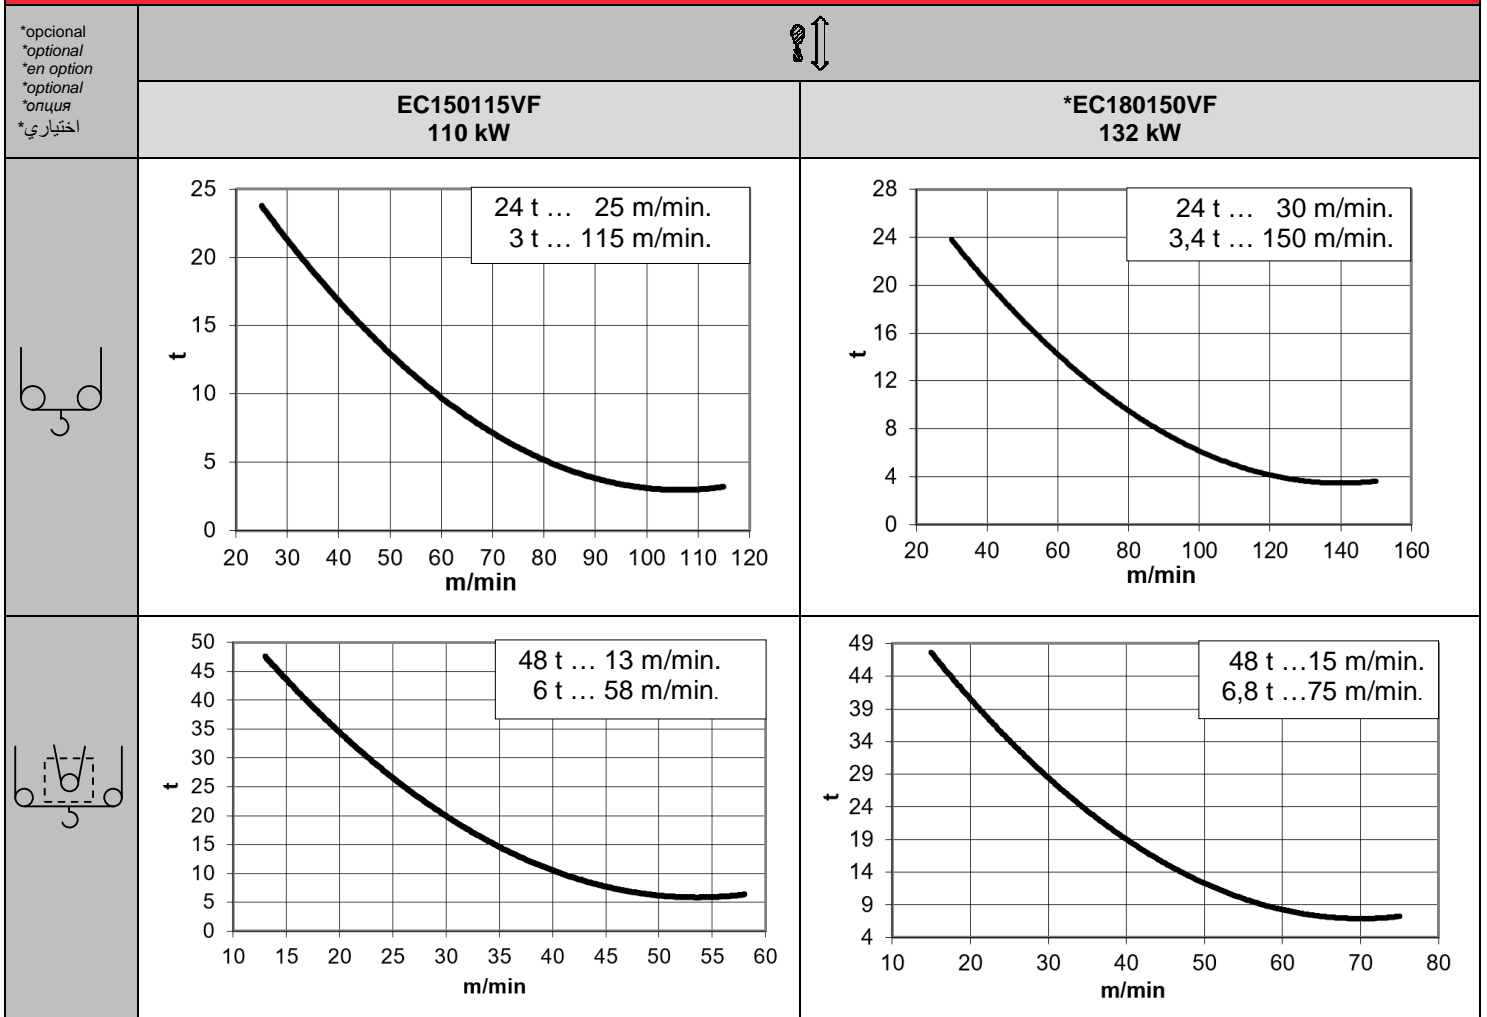 *opcional
*optional
*en option
*optional
*опция
*اختياري
EC150115VF
110 kW
*EC180150VF
132 kW
25
20
15
10
5
0
t
24 t … 25 m/min.
3 t … 115 m/min.
20 30 40 50 60 70 80 90 100 110 120
m/min
28
24
20
16
12
8
4
0
t
24 t … 30 m/min.
3,4 t … 150 m/min.
20 40 60 80 100 120 140 160
m/min
50
45
40
35
30
25
20
15
10
5
0
t
48 t … 13 m/min.
6 t … 58 m/min.
10 15 20 25 30 35 40 45 50 55 60
m/min
49
44
39
34
29
24
19
14
9
4
t
48 t …15 m/min.
6,8 t …75 m/min.
10 20 30 40 50 60 70 80
m/min